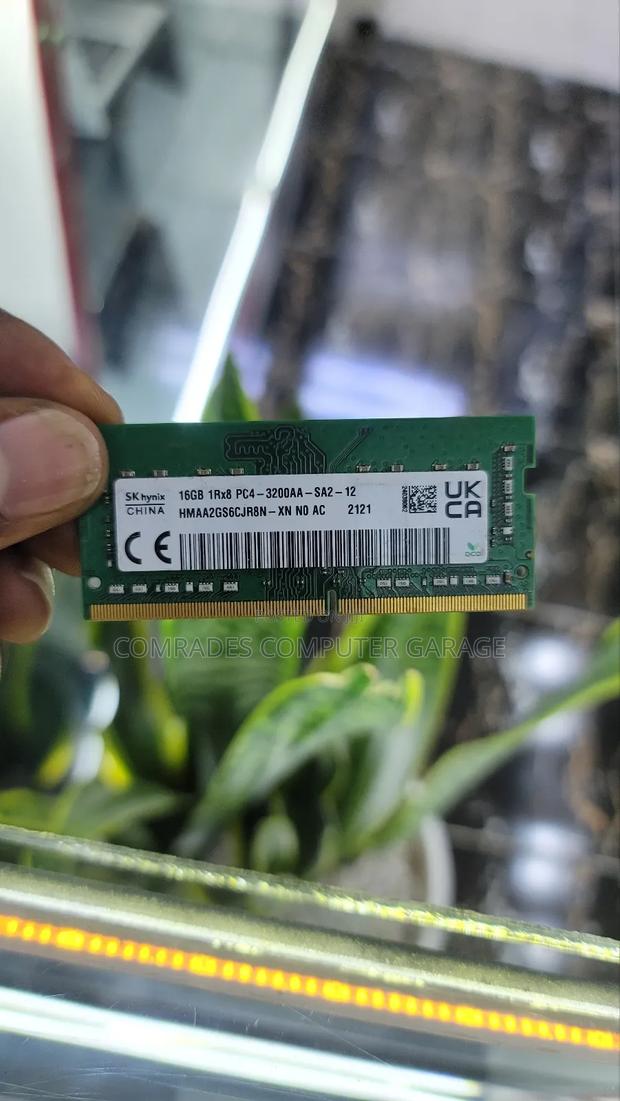 SK hynix
CHINA
16GB 1Rx8 PC4-3200AA-SA2-12
HMAA2GS6CJR8N-XN N0 AC 2121
UK
CA
CE
COMRADES COMPUTER GARAGE